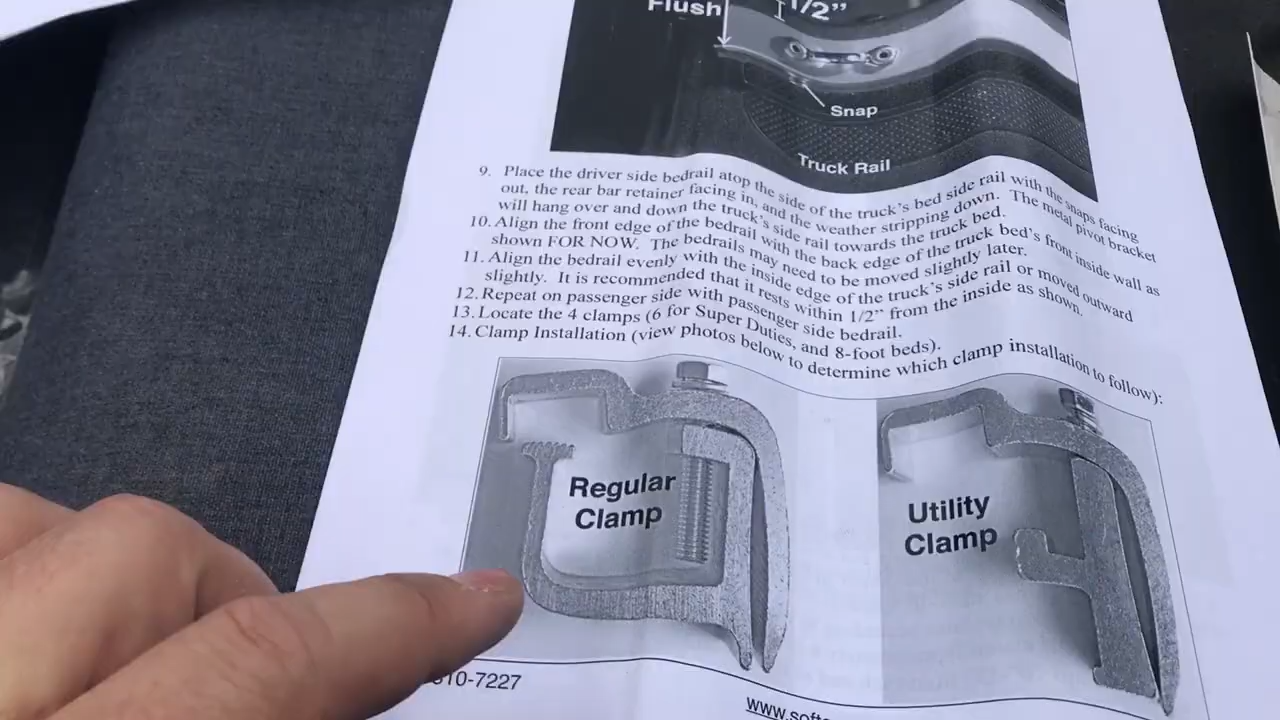 Flush
1/2”
Snap
Truck Rail
9. Place the driver side bedrail atop the side of the truck’s bed side rail with the snaps facing
out, the rear bar retainer facing in, and the weather stripping down. The metal pivot bracket
will hang over and down the truck’s side rail towards the truck bed.
10. Align the front edge of the bedrail with the back edge of the truck bed’s front inside wall as
shown FOR NOW. The bedrails may need to be moved slightly later.
11. Align the bedrail evenly with the inside edge of the truck’s side rail or moved outward
slightly. It is recommended that it rests within 1/2” from the inside as shown.
12. Repeat on passenger side with passenger side bedrail.
13. Locate the 4 clamps (6 for Super Duties, and 8-foot beds).
14. Clamp Installation (view photos below to determine which clamp installation to follow):
Regular
Clamp
Utility
Clamp
10-7227
www.softo